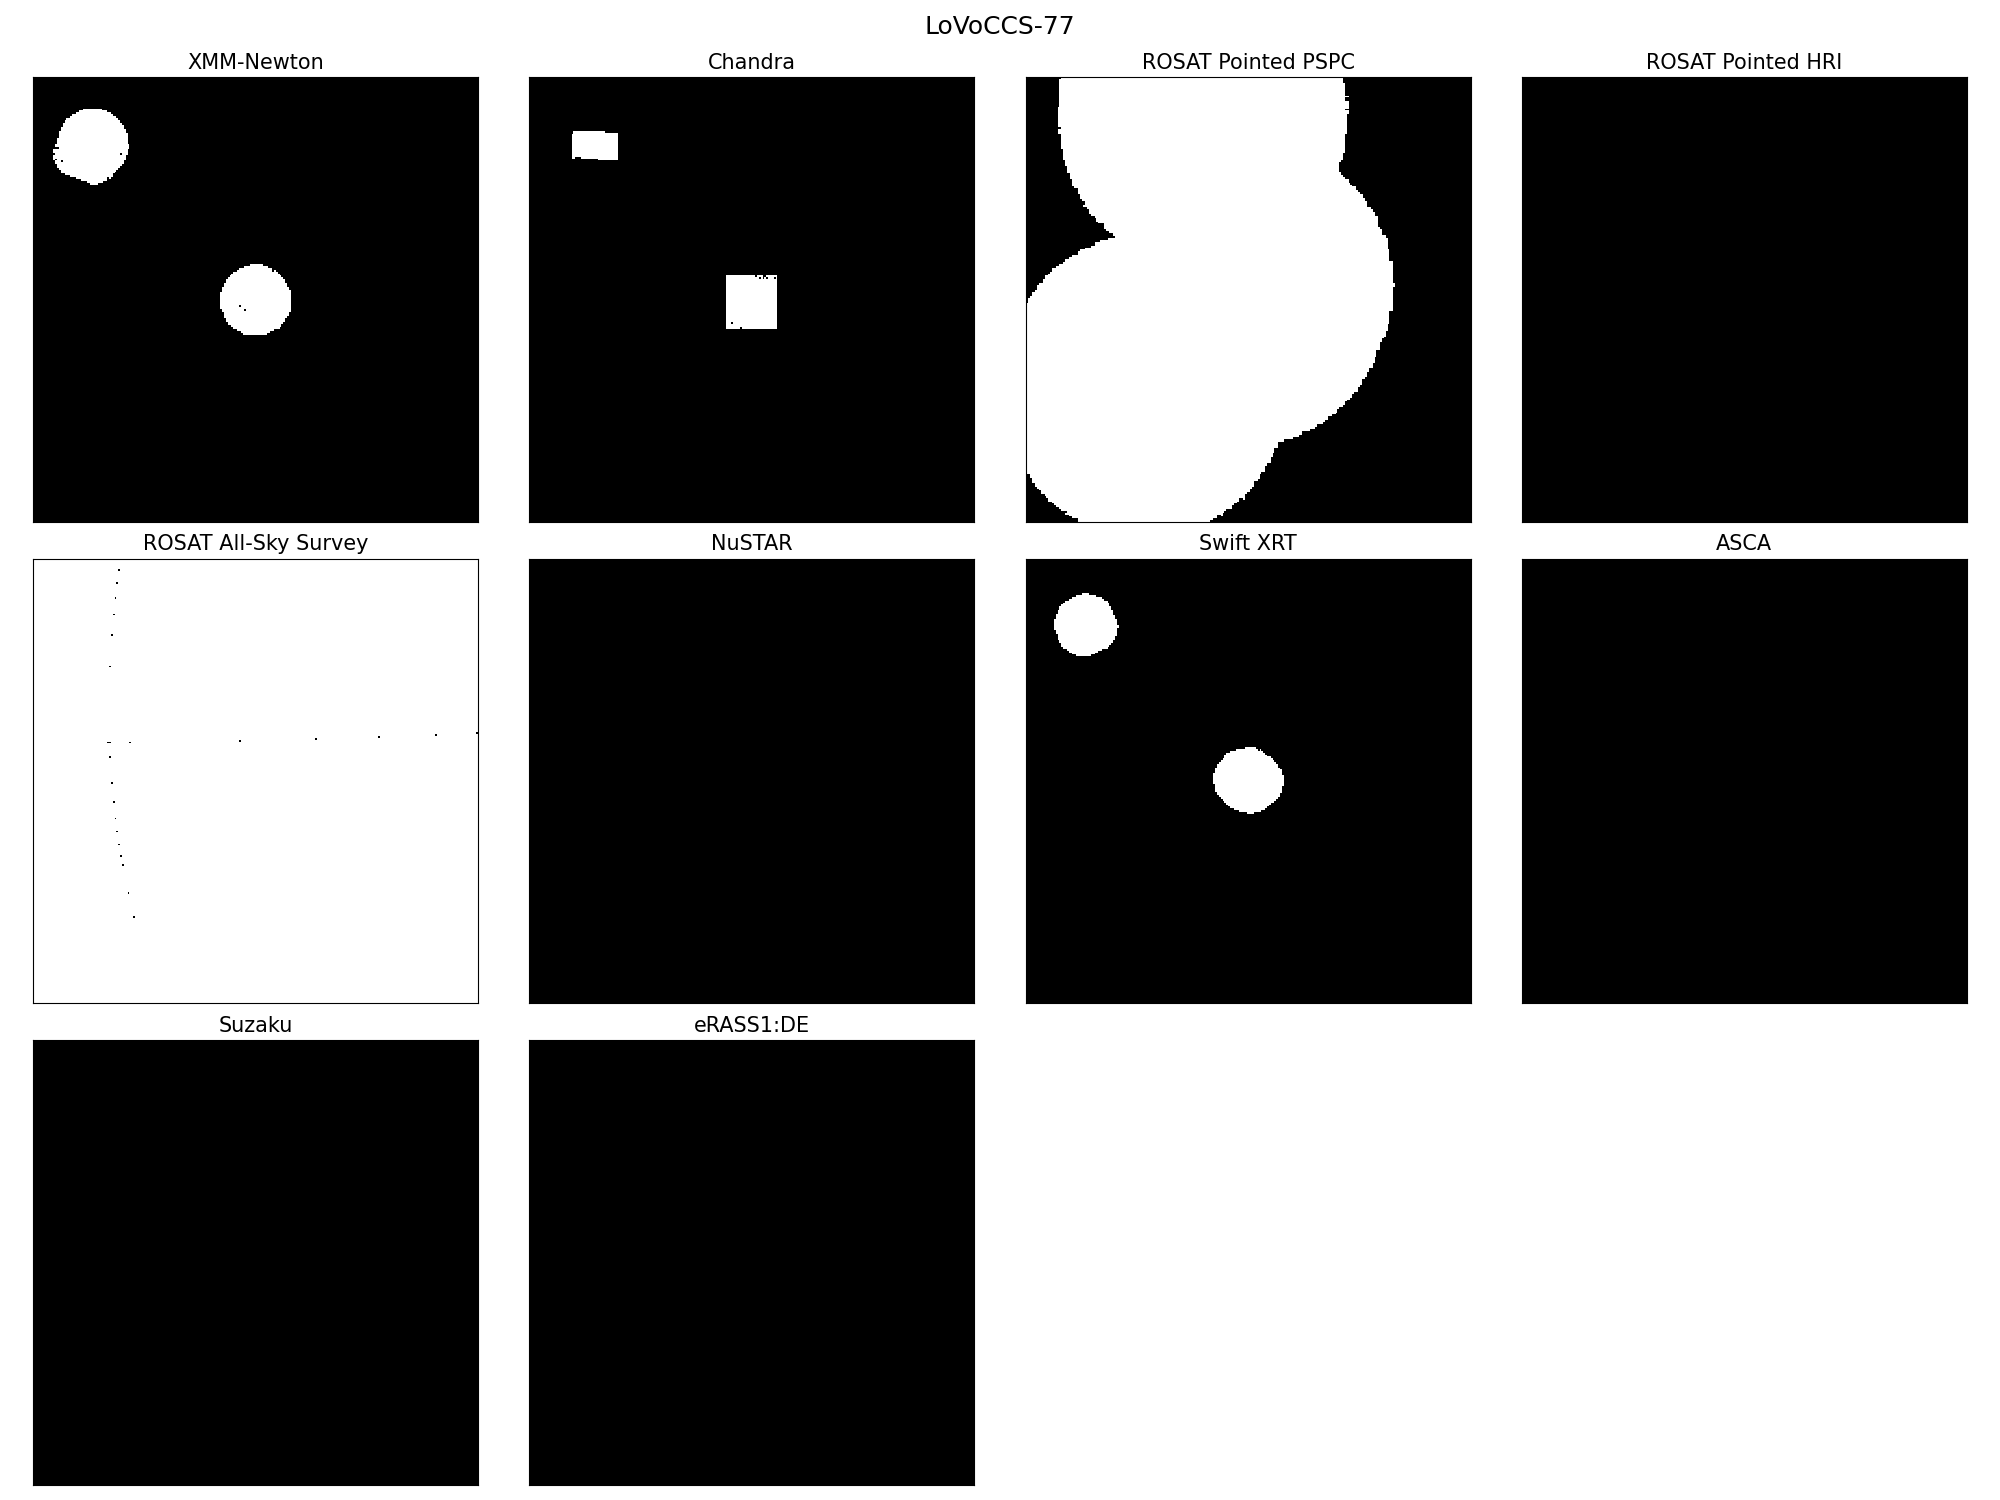 LoVoCCS-77
XMM-Newton
Chandra
ROSAT Pointed PSPC
ROSAT Pointed HRI
ROSAT All-Sky Survey
NuSTAR
Swift XRT
ASCA
Suzaku
eRASS1:DE